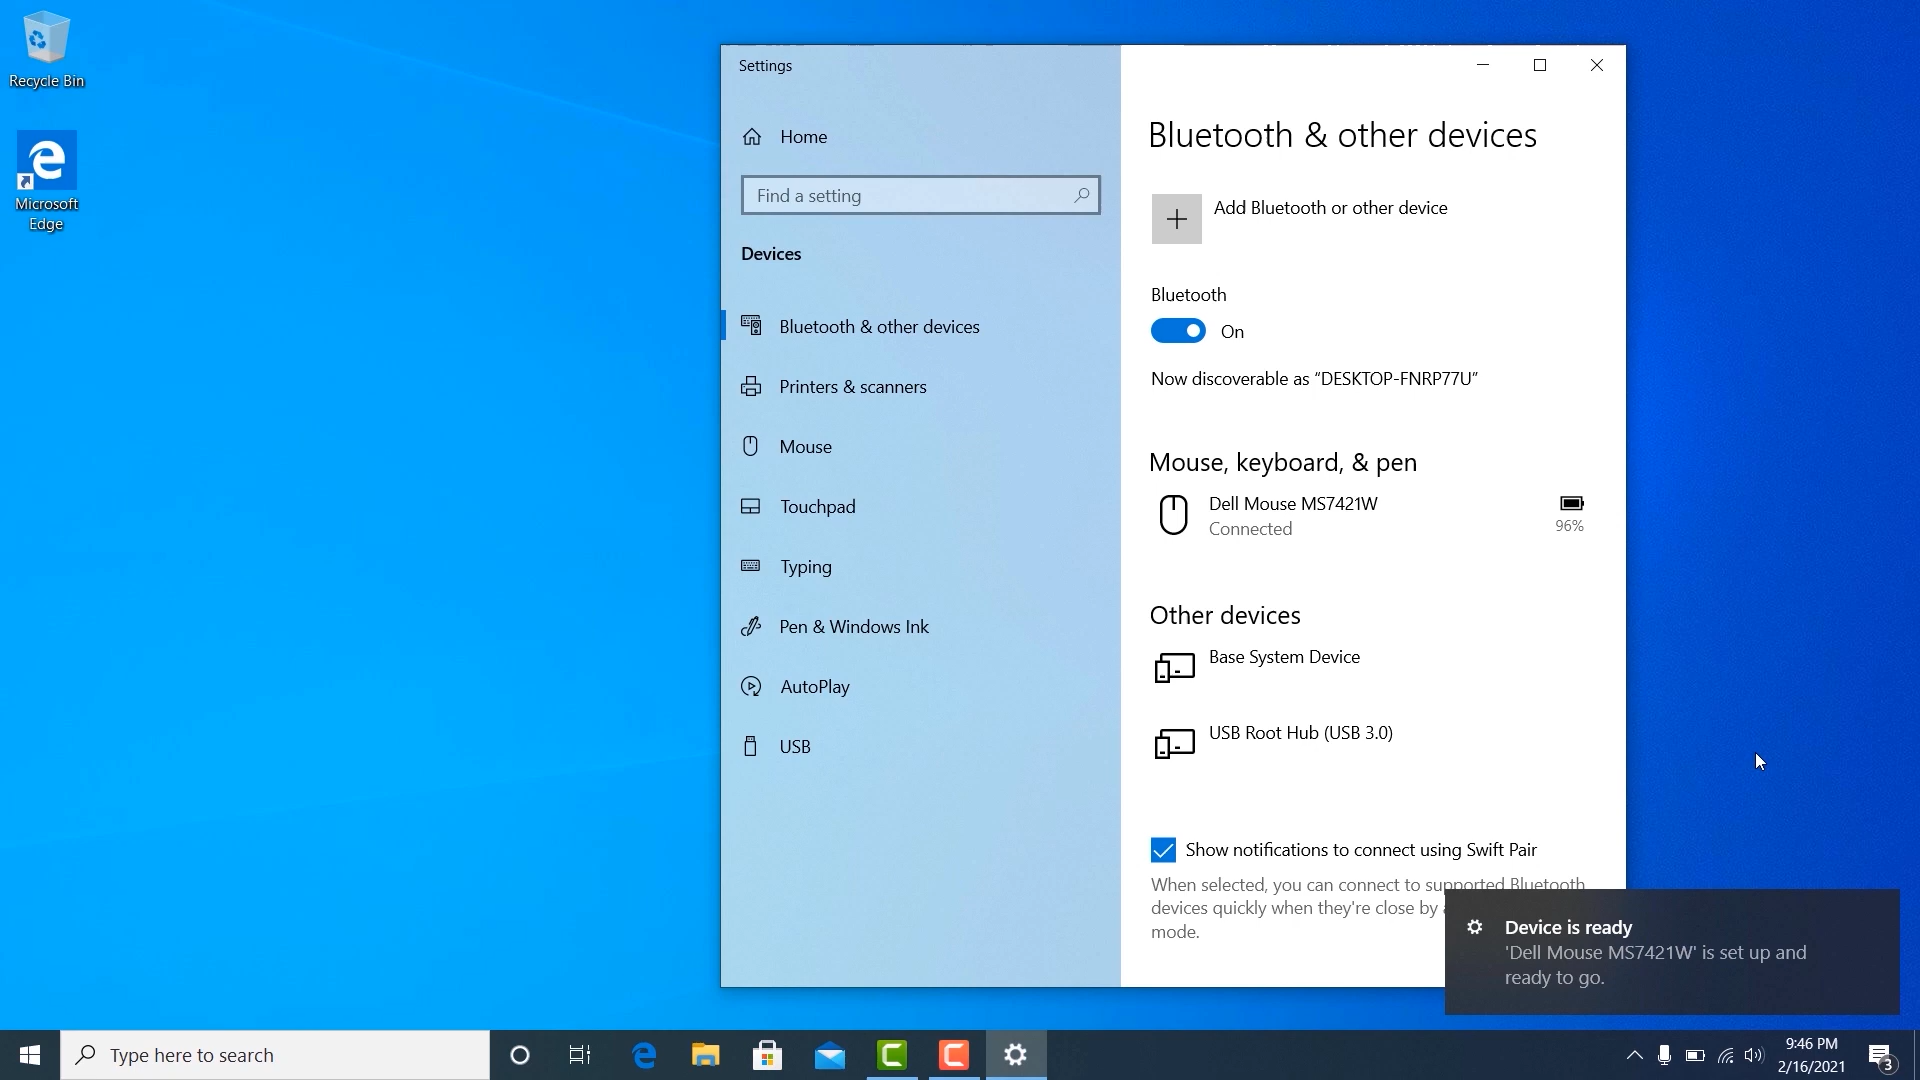 Recycle Bin
Microsoft
Edge
Settings
Home
Find a setting
Devices
Bluetooth & other devices
Printers & scanners
Mouse
Touchpad
Typing
Pen & Windows Ink
AutoPlay
USB
Bluetooth & other devices
Add Bluetooth or other device
Bluetooth
On
Now discoverable as “DESKTOP-FNRP77U”
Mouse, keyboard, & pen
Dell Mouse MS7421W
Connected
96%
Other devices
Base System Device
USB Root Hub (USB 3.0)
Show notifications to connect using Swift Pair
When selected, you can connect to supported Bluetooth
devices quickly when they're close by
mode.
Device is ready
'Dell Mouse MS7421W' is set up and
ready to go.
Type here to search
9:46 PM
2/16/2021
3